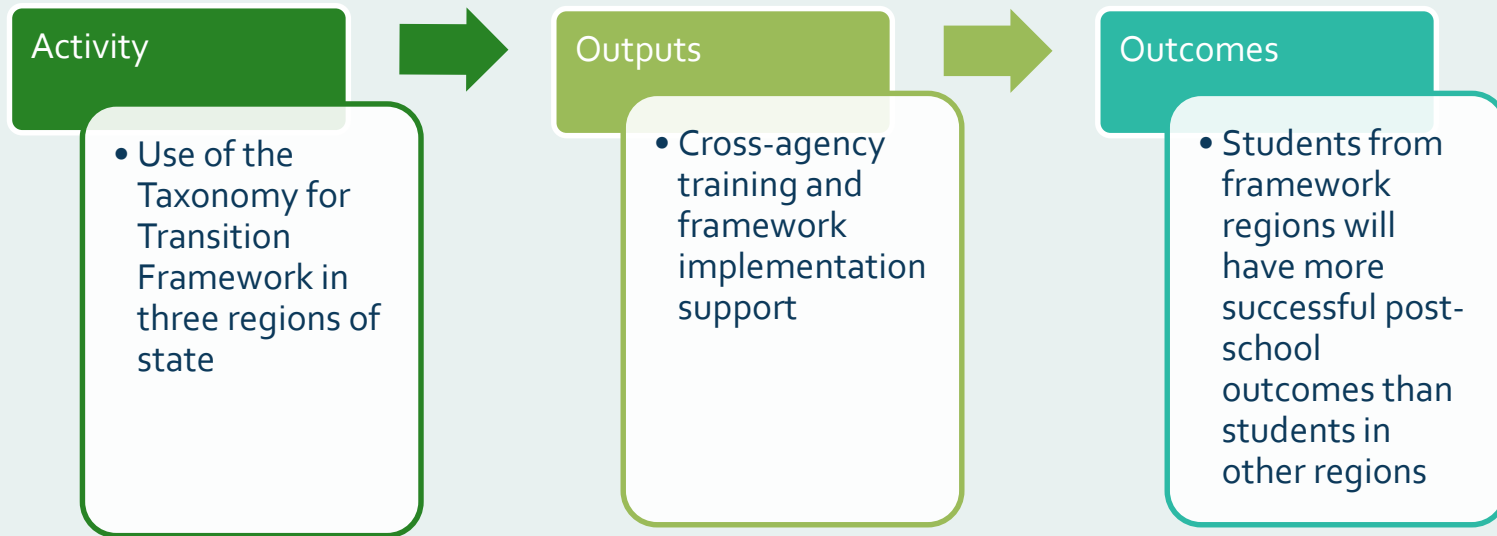 Activity
• Use of the
Taxonomy for
Transition
Framework in
three regions of
state
Outputs
• Cross-agency
training and
framework
implementation
support
Outcomes
• Students from
framework
regions will
have more
successful post-
school
outcomes than
students in
other regions